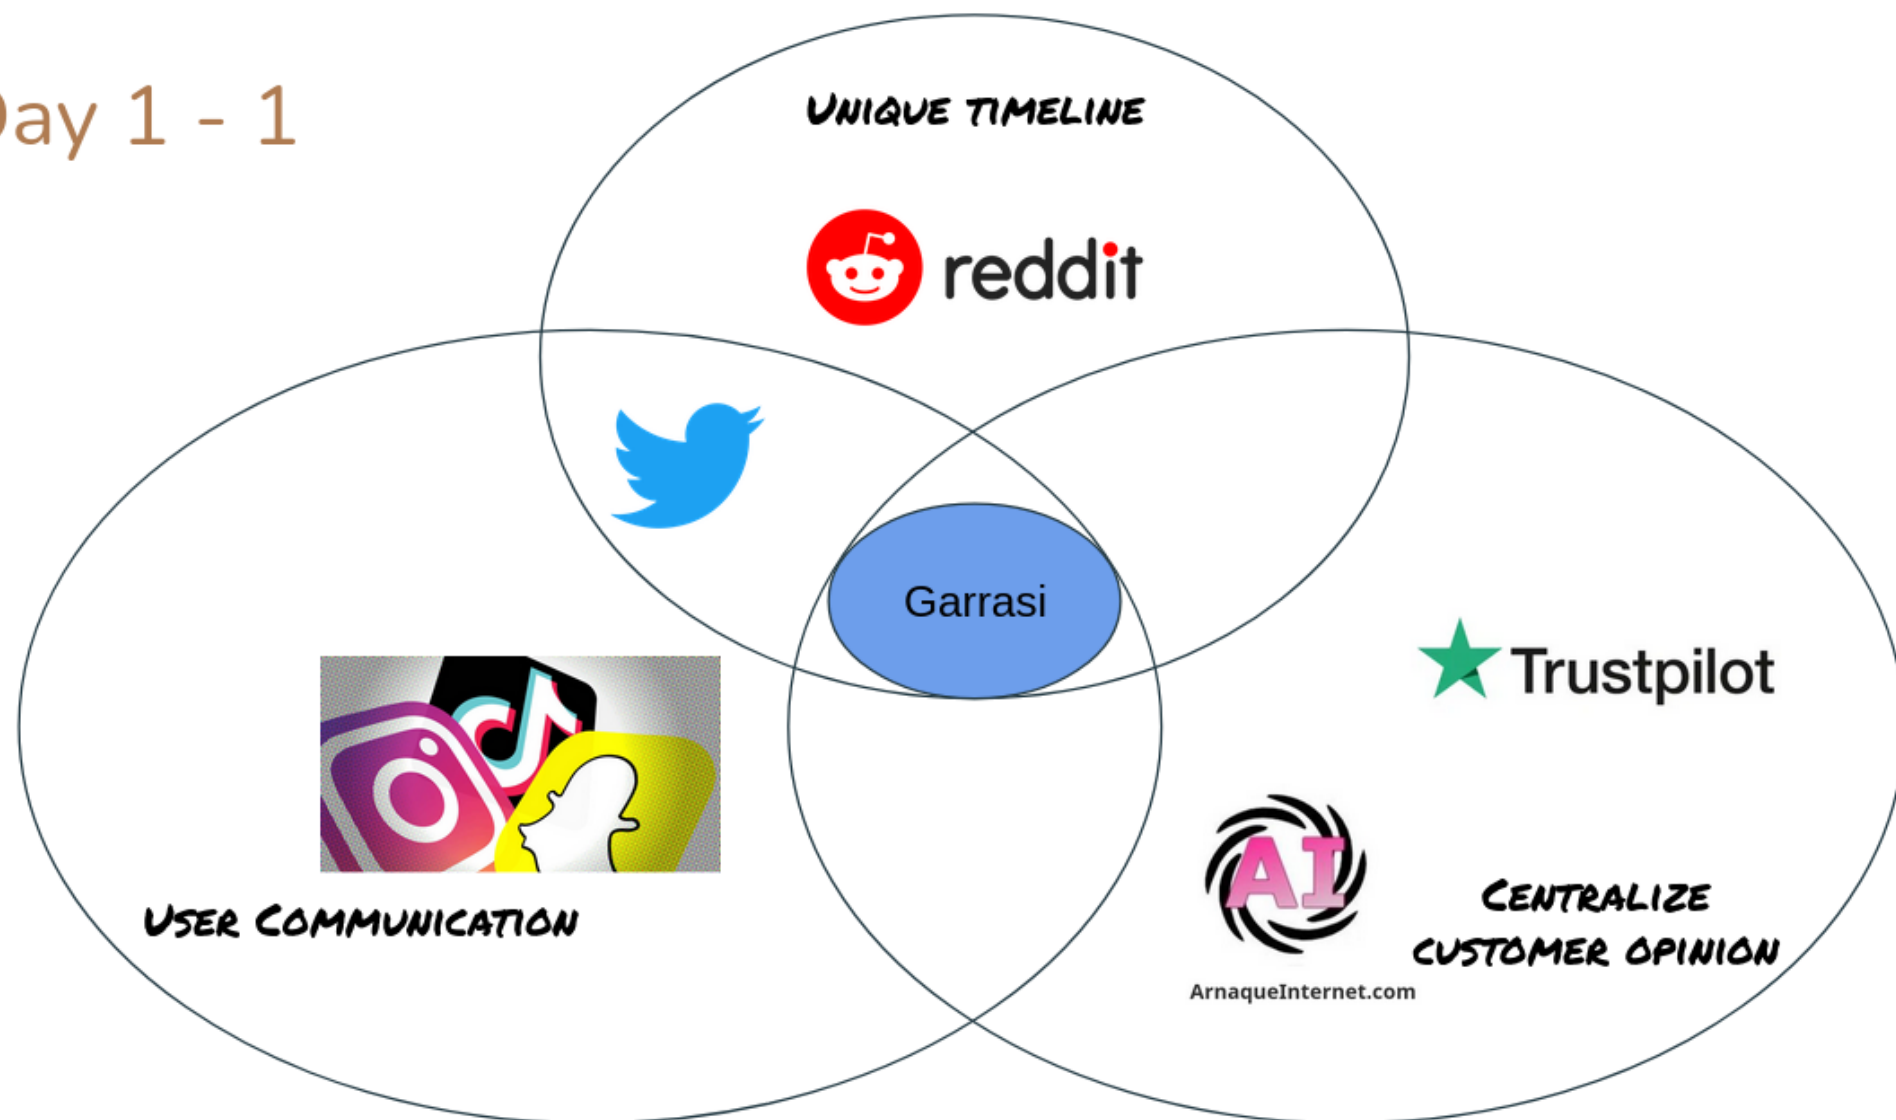 Day 1 - 1
UNIQUE TIMELINE
reddit
Garrasi
Trustpilot
AI
ArnaqueInternet.com
USER COMMUNICATION
CENTRALIZE
CUSTOMER OPINION